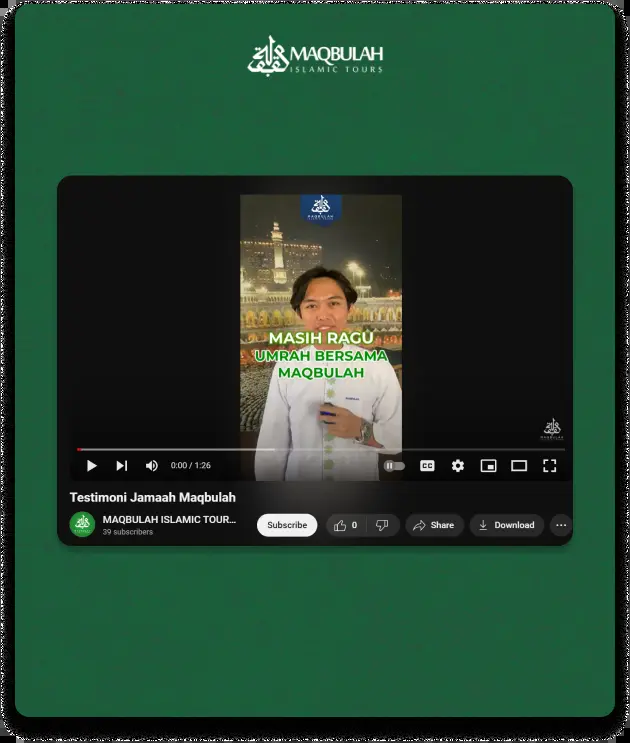 MAQBULAH
ISLAMIC TOURS
MAQBULAH
MASIH RAGU
UMRAH BERSAMA
MAQBULAH
MAQBULAH
0:00 / 1:26
CC
Testimoni Jamaah Maqbulah
MAQBULAH ISLAMIC TOUR...
39 subscribers
Subscribe
0
Share
Download